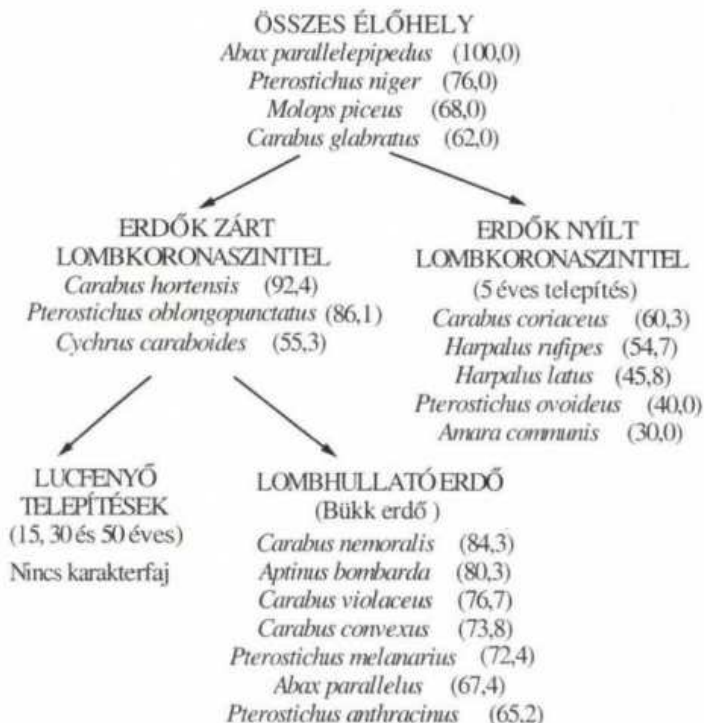 ÖSSZES ÉLŐHELY
Abax parallelepipedus (100,0)
Pterostichus niger (76,0)
Molops piceus (68,0)
Carabus glabratus (62,0)
ERDŐK ZÁRT
LOMBKORONASZINTTEL
Carabus hortensis (92,4)
Pterostichus oblongopunctatus (86,1)
Cychrus caraboides (55,3)
ERDŐK NYÍLT
LOMBKORONASZINTTEL
(5 éves telepítés)
Carabus coriaceus (60,3)
Harpalus rufipes (54,7)
Harpalus latus (45,8)
Pterostichus ovoideus (40,0)
Amara communis (30,0)
LUCFENYŐ
TELEPÍTÉSEK
(15, 30 és 50 éves)
Nincs karakterfaj
LOMBHULLATÓ ERDŐ
(Bükk erdő )
Carabus nemoralis (84,3)
Aptinus bombarda (80,3)
Carabus violaceus (76,7)
Carabus convexus (73,8)
Pterostichus melanarius (72,4)
Abax parallelus (67,4)
Pterostichus anthracinus (65,2)